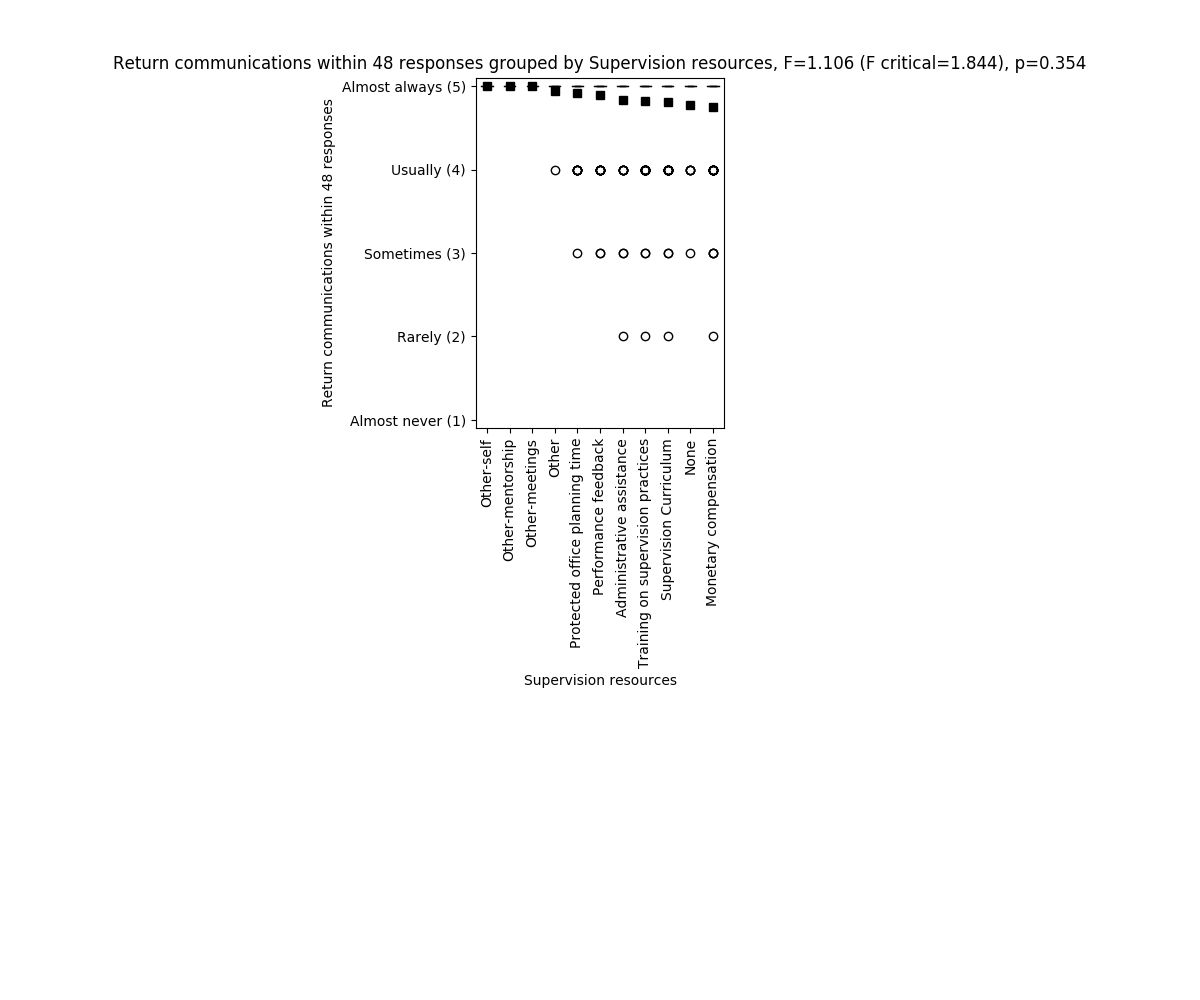 Return communications within 48 responses grouped by Supervision resources, F=1.106 (F critical=1.844), p=0.354
Return communications within 48 responses
Almost always (5)
Usually (4)
Sometimes (3)
Rarely (2)
Almost never (1)
Other-self
Other-mentorship
Other-meetings
Other
Protected office planning time
Performance feedback
Administrative assistance
Training on supervision practices
Supervision Curriculum
None
Monetary compensation
Supervision resources